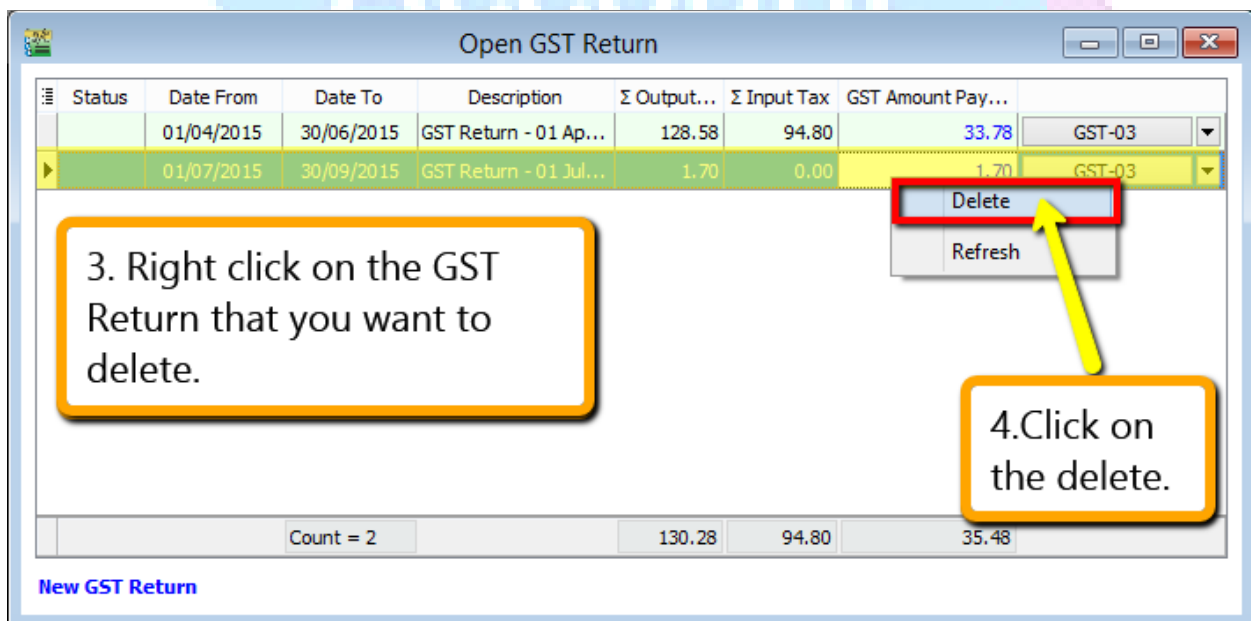 Open GST Return
Status Date From Date To Description Σ Output... Σ Input Tax GST Amount Pay...
01/04/2015 30/06/2015 GST Return - 01 Ap... 128.58 94.80 33.78 GST-03
01/07/2015 30/09/2015 GST Return - 01 Jul... 1.70 0.00 1.70 GST-03
Delete
Refresh
3. Right click on the GST
Return that you want to
delete.
4.Click on
the delete.
Count = 2 130.28 94.80 35.48
New GST Return